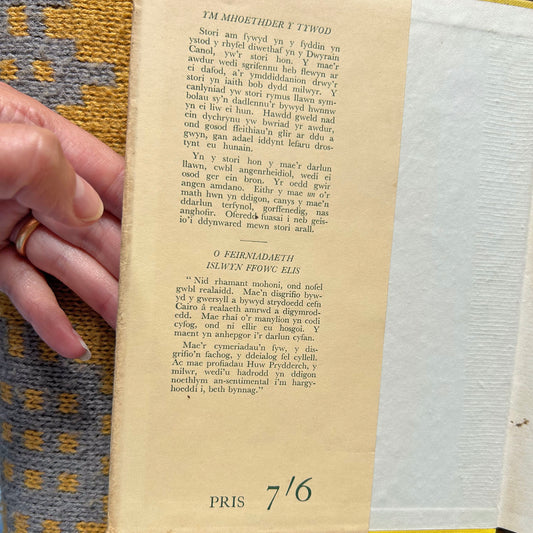 YM MHOETHDER Y TYWOD
Stori am fywyd yn y fyddin yn
ystod y rhyfel diwethaf yn y Dwyrain
Canol, yw'r stori hon. Y mae'r
awdur wedi sgrifennu heb flewyn ar
ei dafod, a'r ymddiddanion drwy'r
stori yn iaith bob dydd milwyr. Y
canlyniad yw stori rymus llawn sym-
bolau sy'n dadlennu'r bywyd hwnnw
yn ei liw ei hun. Hawdd gweld nad
ein dychrynu yw bwriad yr awdur,
ond gosod ffeithiau'n glir ar ddu a
gwyn, gan adael iddynt lefaru dros-
tynt eu hunain.
Yn y stori hon y mae'r darlun
llawn, cwbl angenrheidiol, wedi ei
osod ger ein bron. Yr oedd gwir
angen amdano. Eithr y mae un o'r
math hwn yn ddigon, canys y mae'n
ddarlun terfynol, gorffenedig, nas
anghofir. Oferedd fuasai i neb geis-
io'i ddynwared mewn stori arall.
O FEIRNIADAETH
ISLWYN FFOWC ELIS
"Nid rhamant mohoni, ond nofel
gwbl realaidd. Mae'n disgrifio byw-
yd y gwersyll a bywyd strydoedd cefn
Cairo â realaeth amrwd a digymrod-
edd. Mae rhai o'r manylion yn codi
cyfog, ond ni ellir eu hosgoi. Y
maent yn anhepgor i'r darlun cyfan.
Mae'r cymeriadau'n fyw, y dis-
grifio'n fachog, y ddeialog fel cyllell.
Ac mae profiadau Huw Prydderch, y
milwr, wedi'u hadrodd yn ddigon
noethlym an-sentimental i'm hargy-
hoeddi i, beth bynnag."
PRIS 7'6